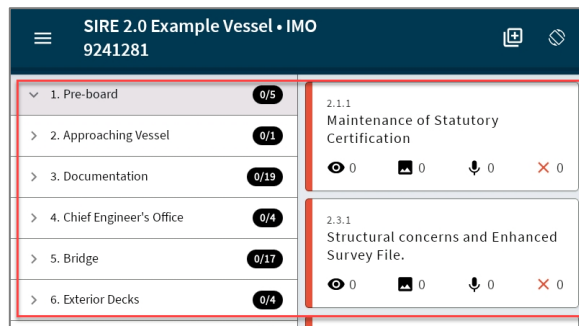 SIRE 2.0 Example Vessel • IMO
9241281
1. Pre-board 0/5
2. Approaching Vessel 0/1
3. Documentation 0/19
4. Chief Engineer's Office 0/4
5. Bridge 0/17
6. Exterior Decks 0/4
2.1.1
Maintenance of Statutory
Certification
0 0 0 0
2.3.1
Structural concerns and Enhanced
Survey File.
0 0 0 0